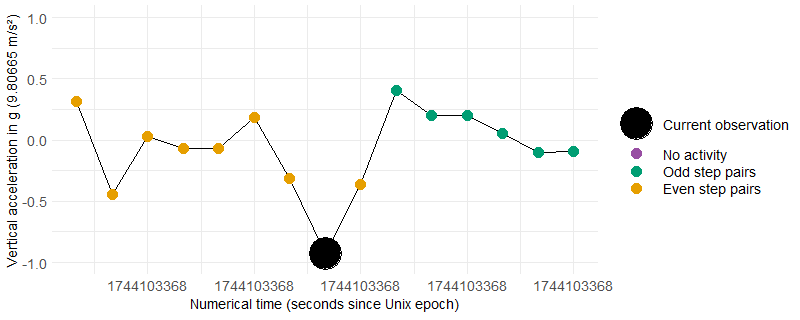 Vertical acceleration in g (9.80665 m/s²)
1.0
0.5
0.0
-0.5
-1.0
1744103368 1744103368 1744103368 1744103368 1744103368
Numerical time (seconds since Unix epoch)
Current observation
No activity
Odd step pairs
Even step pairs